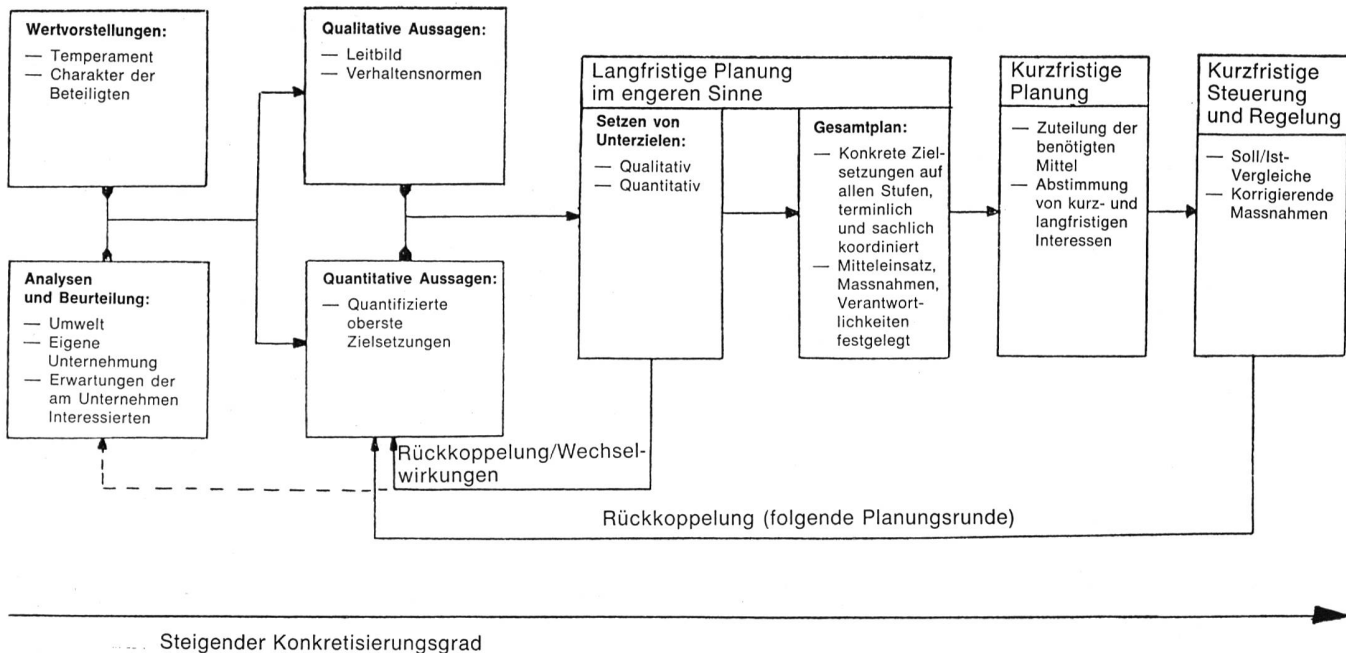 Wertvorstellungen:
— Temperament
— Charakter der
Beteiligten
Analysen
und Beurteilung:
— Umwelt
— Eigene
Unternehmung
— Erwartungen der
am Unternehmen
Interessierten
Qualitative Aussagen:
— Leitbild
— Verhaltensnormen
Quantitative Aussagen:
— Quantifizierte
oberste
Zielsetzungen
Langfristige Planung
im engeren Sinne
Setzen von
Unterzielen:
— Qualitativ
— Quantitativ
Gesamtplan:
— Konkrete Ziel-
setzungen auf
allen Stufen,
terminlich
und sachlich
koordiniert
— Mitteleinsatz,
Massnahmen,
Verantwort-
lichkeiten
festgelegt
Kurzfristige
Planung
— Zuteilung der
benötigten
Mittel
— Abstimmung
von kurz- und
langfristigen
Interessen
Kurzfristige
Steuerung
und Regelung
— Soll/Ist-
Vergleiche
— Korrigierende
Massnahmen
Rückkoppelung/Wechsel-
wirkungen
Rückkoppelung (folgende Planungsrunde)
Steigender Konkretisierungsgrad